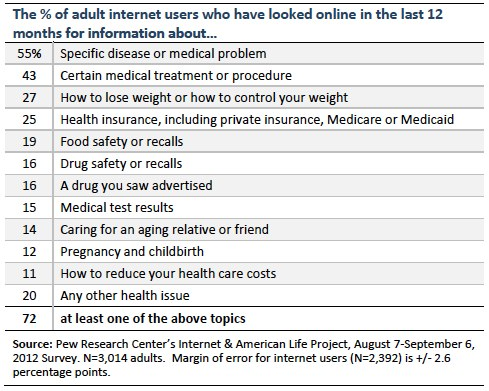 The % of adult internet users who have looked online in the last 12
months for information about...
55% Specific disease or medical problem
43 Certain medical treatment or procedure
27 How to lose weight or how to control your weight
25 Health insurance, including private insurance, Medicare or Medicaid
19 Food safety or recalls
16 Drug safety or recalls
16 A drug you saw advertised
15 Medical test results
14 Caring for an aging relative or friend
12 Pregnancy and childbirth
11 How to reduce your health care costs
20 Any other health issue
72 at least one of the above topics
Source: Pew Research Center's Internet & American Life Project, August 7-September 6,
2012 Survey. N=3,014 adults. Margin of error for internet users (N=2,392) is +/- 2.6
percentage points.